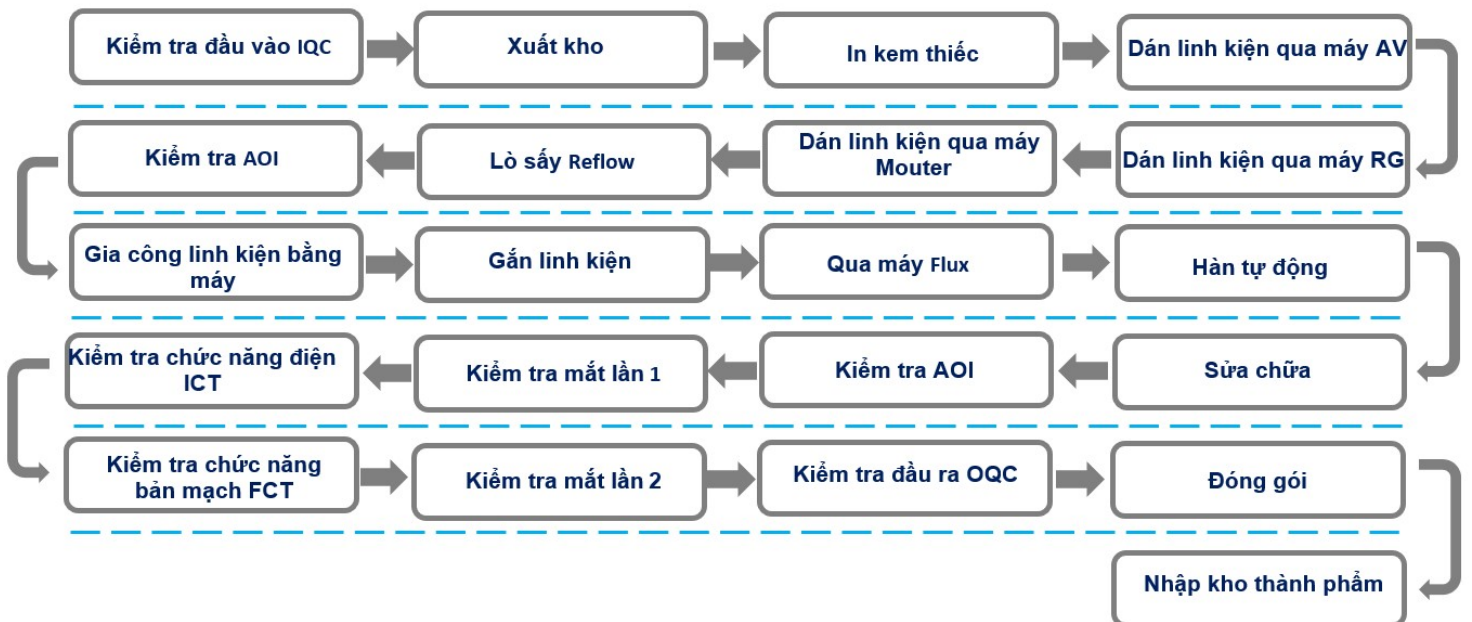 Kiểm tra đầu vào IQC
Xuất kho
In kem thiếc
Dán linh kiện qua máy AV
Dán linh kiện qua máy RG
Dán linh kiện qua máy
Mouter
Lò sấy Reflow
Kiểm tra AOI
Gia công linh kiện bằng
máy
Gắn linh kiện
Qua máy Flux
Hàn tự động
Sửa chữa
Kiểm tra AOI
Kiểm tra mắt lần 1
Kiểm tra chức năng điện
ICT
Kiểm tra chức năng
bản mạch FCT
Kiểm tra mắt lần 2
Kiểm tra đầu ra OQC
Đóng gói
Nhập kho thành phẩm